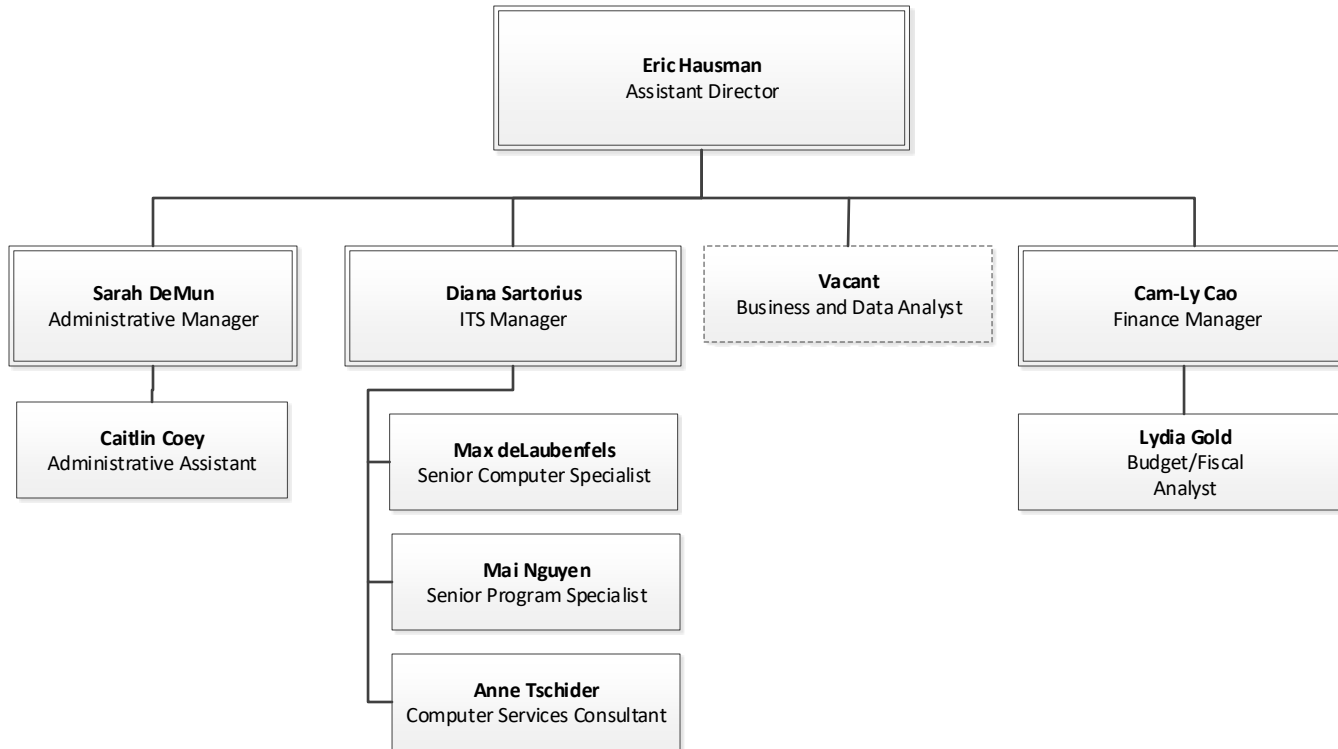 Eric Hausman
Assistant Director
Sarah DeMun
Administrative Manager
Diana Sartorius
ITS Manager
Vacant
Business and Data Analyst
Cam-Ly Cao
Finance Manager
Caitlin Coey
Administrative Assistant
Max deLaubenfels
Senior Computer Specialist
Lydia Gold
Budget/Fiscal
Analyst
Mai Nguyen
Senior Program Specialist
Anne Tschider
Computer Services Consultant